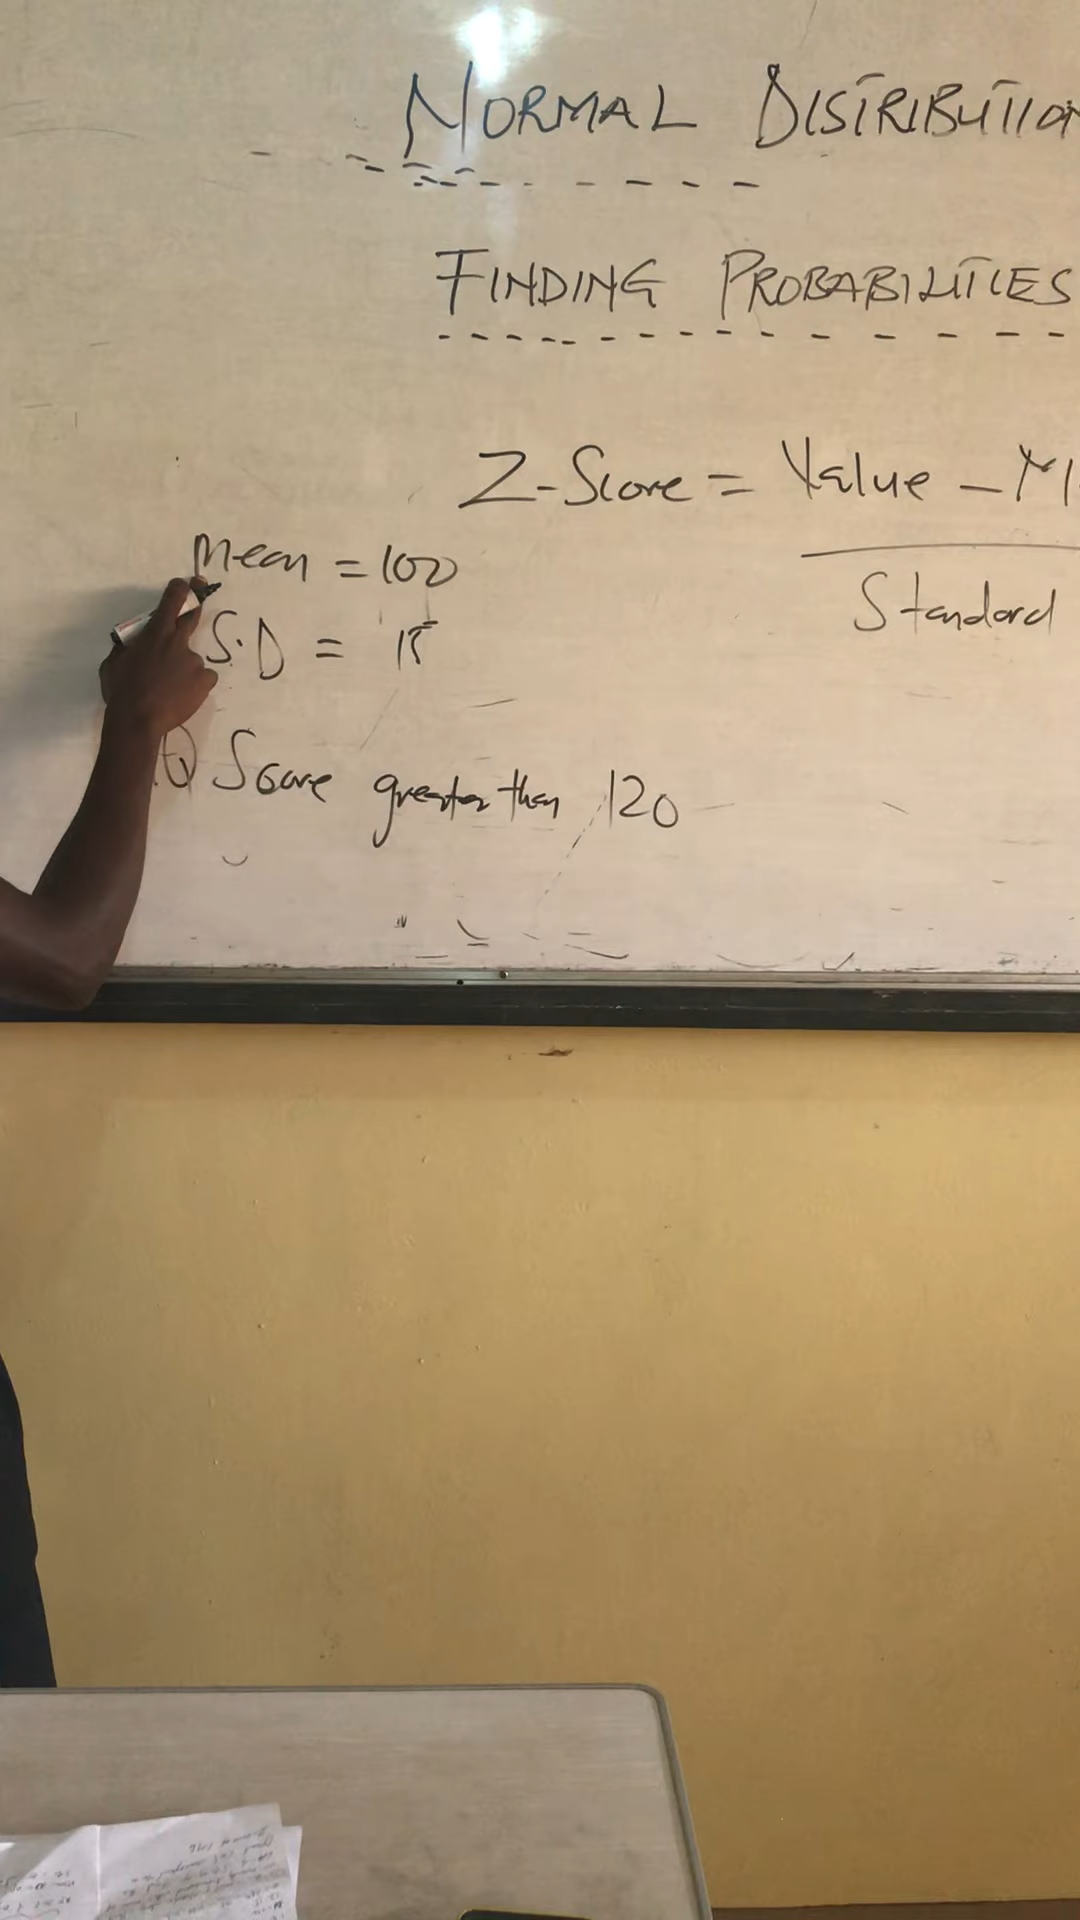 NORMAL DISTRIBUTION
FINDING PROBABILITIES
Z-Score = Value -
Standard
Mean = 100
S.D = 15
Q Score greater than 120